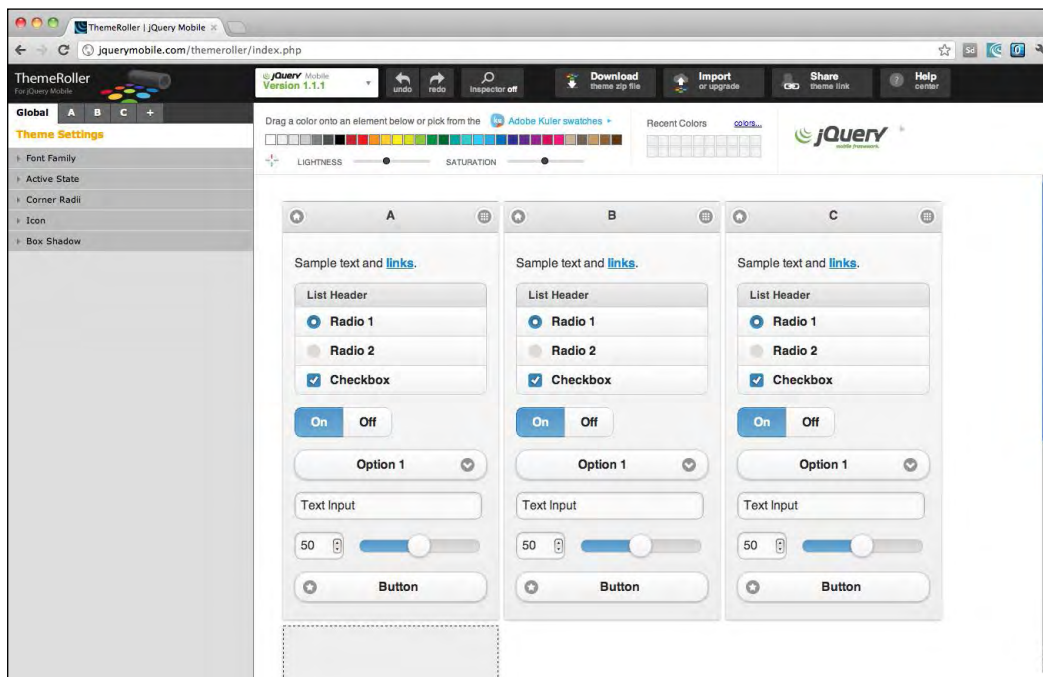 ThemeRoller | jQuery Mobile
jquerymobile.com/themeroller/index.php
ThemeRoller
For jQuery Mobile
jQuery Mobile
Version 1.1.1
undo
redo
Inspector off
Download
theme zip file
Import
or upgrade
Share
theme link
? Help
center
Global A B C +
Theme Settings
Font Family
Active State
Corner Radii
Icon
Box Shadow
Drag a color onto an element below or pick from the Adobe Kuler swatches
LIGHTNESS SATURATION
Recent Colors colors...
jQuery
mobile framework
A
Sample text and links.
List Header
Radio 1
Radio 2
Checkbox
On Off
Option 1
Text Input
50
Button
B
Sample text and links.
List Header
Radio 1
Radio 2
Checkbox
On Off
Option 1
Text Input
50
Button
C
Sample text and links.
List Header
Radio 1
Radio 2
Checkbox
On Off
Option 1
Text Input
50
Button